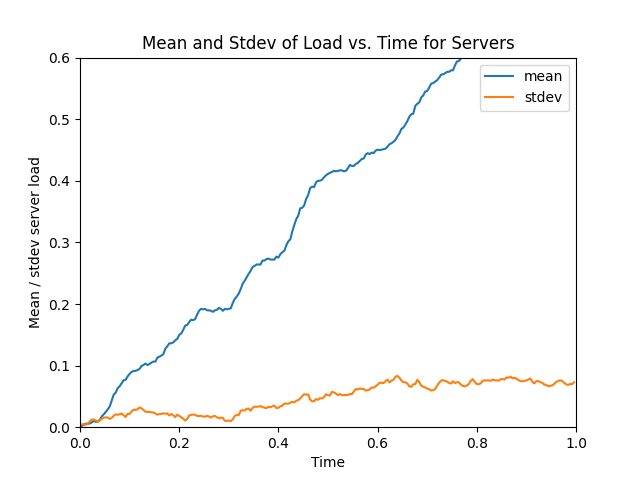 Mean and Stdev of Load vs. Time for Servers
mean
stdev
Mean / stdev server load
0.6
0.5
0.4
0.3
0.2
0.1
0.0
0.0 0.2 0.4 0.6 0.8 1.0
Time